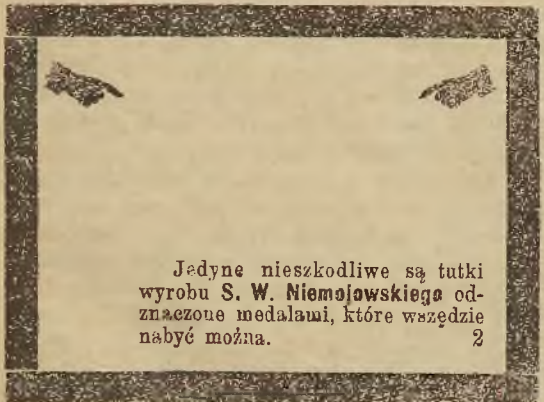 Jedyne nieszkodliwe są tutki
wyrobu S. W. Niemojowskiego od-
znaczone medalami, które wszędzie
nabyć można. 2